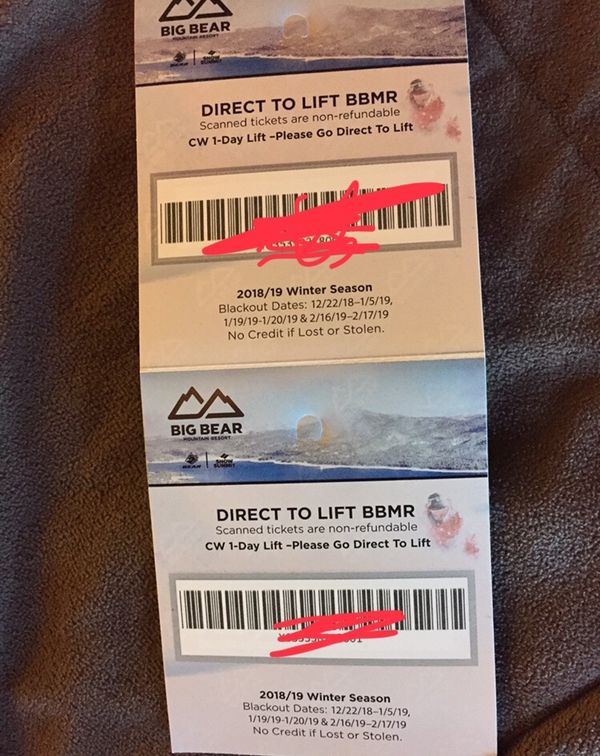 BIG BEAR
MOUNTAIN RESORT
SNOW
DIRECT TO LIFT BBMR
Scanned tickets are non-refundable
CW 1-Day Lift –Please Go Direct To Lift
2018/19 Winter Season
Blackout Dates: 12/22/18–1/5/19,
1/19/19-1/20/19 & 2/16/19–2/17/19
No Credit if Lost or Stolen.
BIG BEAR
MOUNTAIN RESORT
BEAR
SNOW
SUMMIT
DIRECT TO LIFT BBMR
Scanned tickets are non-refundable
CW 1-Day Lift –Please Go Direct To Lift
2018/19 Winter Season
Blackout Dates: 12/22/18–1/5/19,
1/19/19-1/20/19 & 2/16/19–2/17/19
No Credit if Lost or Stolen.